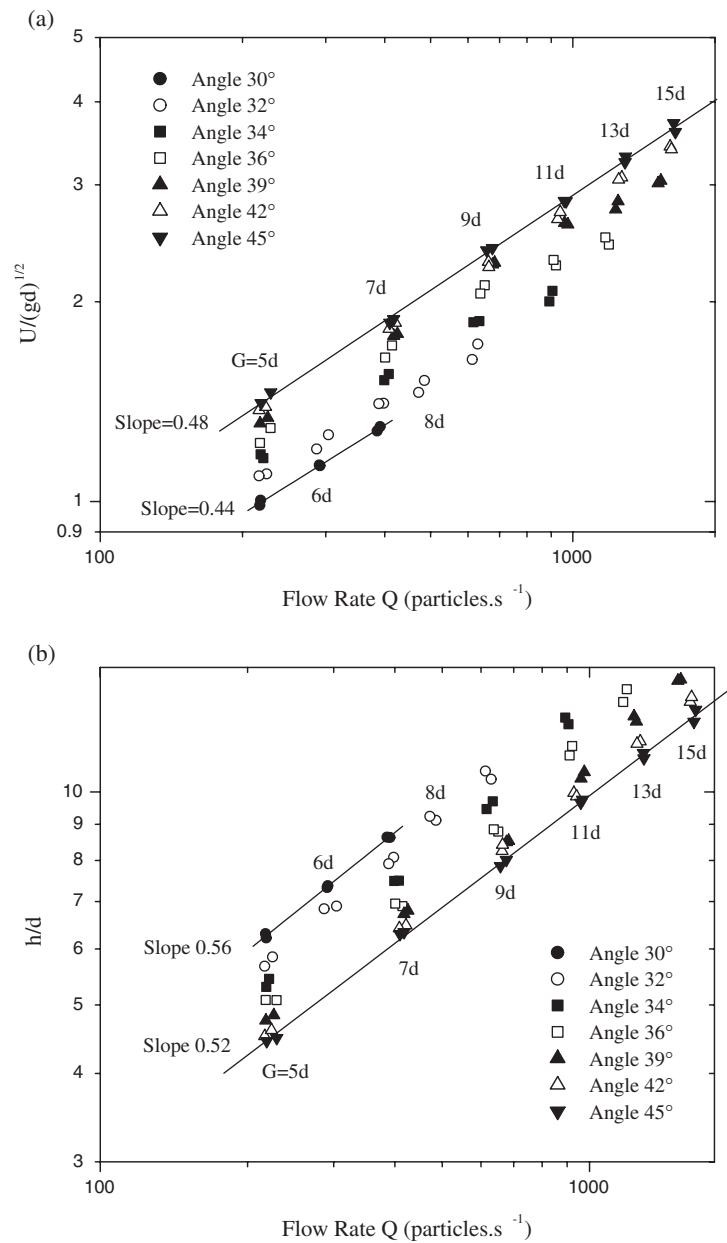 (a)
5
4
3
2
1
0.9
U/(gd)^1/2
Angle 30°
Angle 32°
Angle 34°
Angle 36°
Angle 39°
Angle 42°
Angle 45°
15d
13d
11d
9d
7d
G=5d
Slope=0.48
8d
6d
Slope=0.44
100
1000
Flow Rate Q (particles.s^-1)
(b)
10
9
8
7
6
5
4
3
h/d
8d
6d
15d
13d
11d
9d
7d
Slope 0.56
Slope 0.52
G=5d
Angle 30°
Angle 32°
Angle 34°
Angle 36°
Angle 39°
Angle 42°
Angle 45°
100
1000
Flow Rate Q (particles.s^-1)